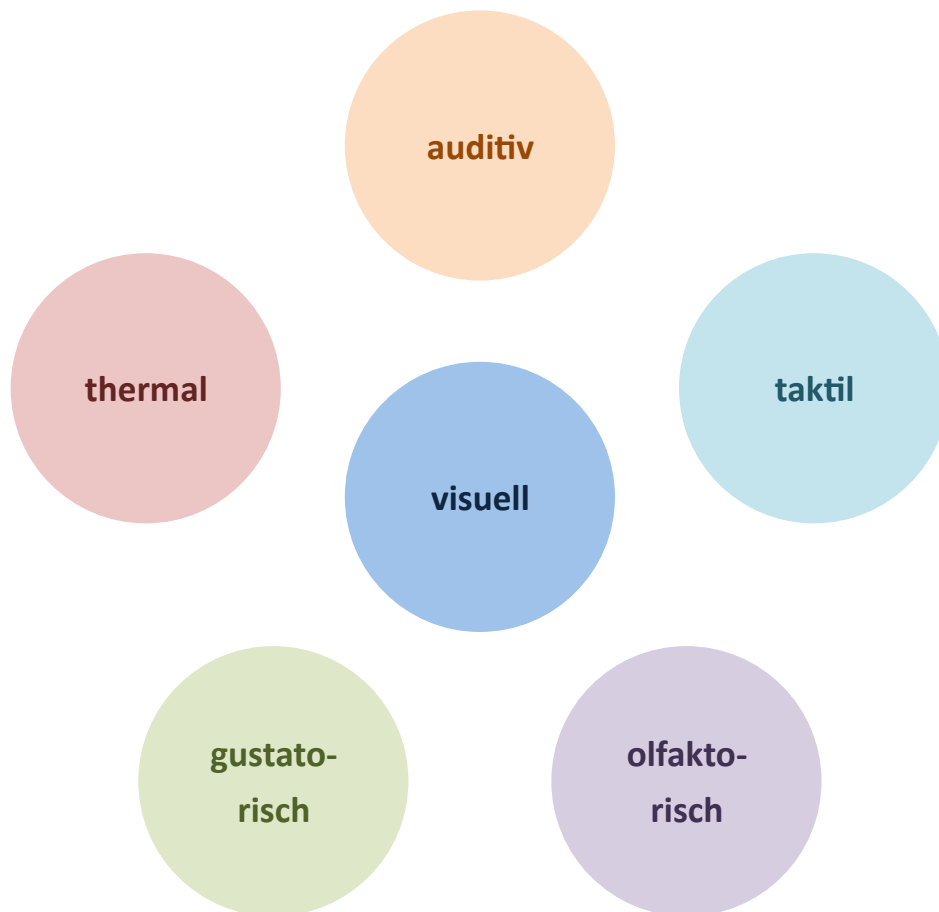 auditiv
thermal
taktil
visuell
gustato-
risch
olfakto-
risch